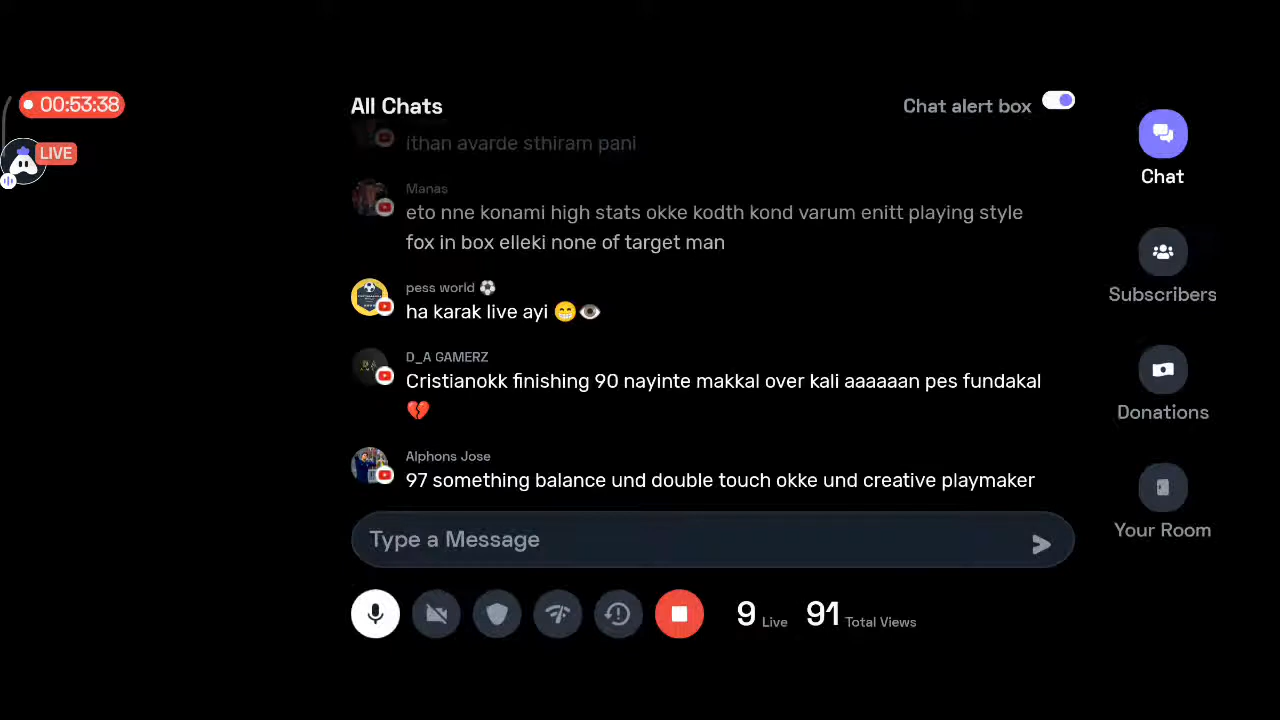 00:53:38
LIVE
All Chats
Chat alert box
ithan avarde sthiram pani
Manas
eto nne konami high stats okke kodth kond varum enitt playing style
fox in box elleki none of target man
pess world ⚽
ha karak live ayi 😁👁️
D_A GAMERZ
Cristianokk finishing 90 nayinte makkal over kali aaaaaan pes fundakal
💔
Alphons Jose
97 something balance und double touch okke und creative playmaker
Type a Message
9 Live 91 Total Views
Chat
Subscribers
Donations
Your Room